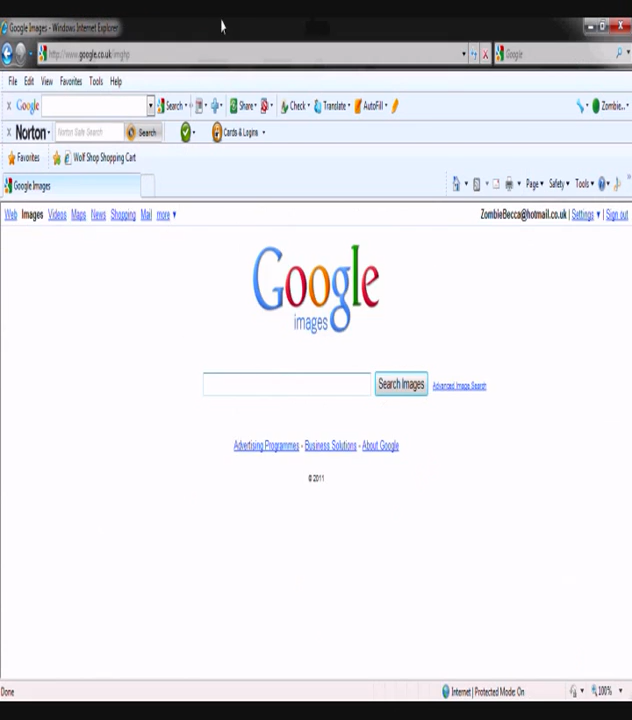 Google Images - Windows Internet Explorer
http://www.google.co.uk/imghp Google
File Edit View Favorites Tools Help
x Google Search Share Check Translate AutoFill Zombie...
x Norton Norton Safe Search Search Cards & Logins
Favorites Wolf Shop Shopping Cart
Google Images Page Safety Tools
Web Images Videos Maps News Shopping Mail more ZombieBecca@hotmail.co.uk | Settings | Sign out
Google
images
Search Images Advanced Image Search
Advertising Programmes - Business Solutions - About Google
© 2011
Done Internet | Protected Mode: On 100%